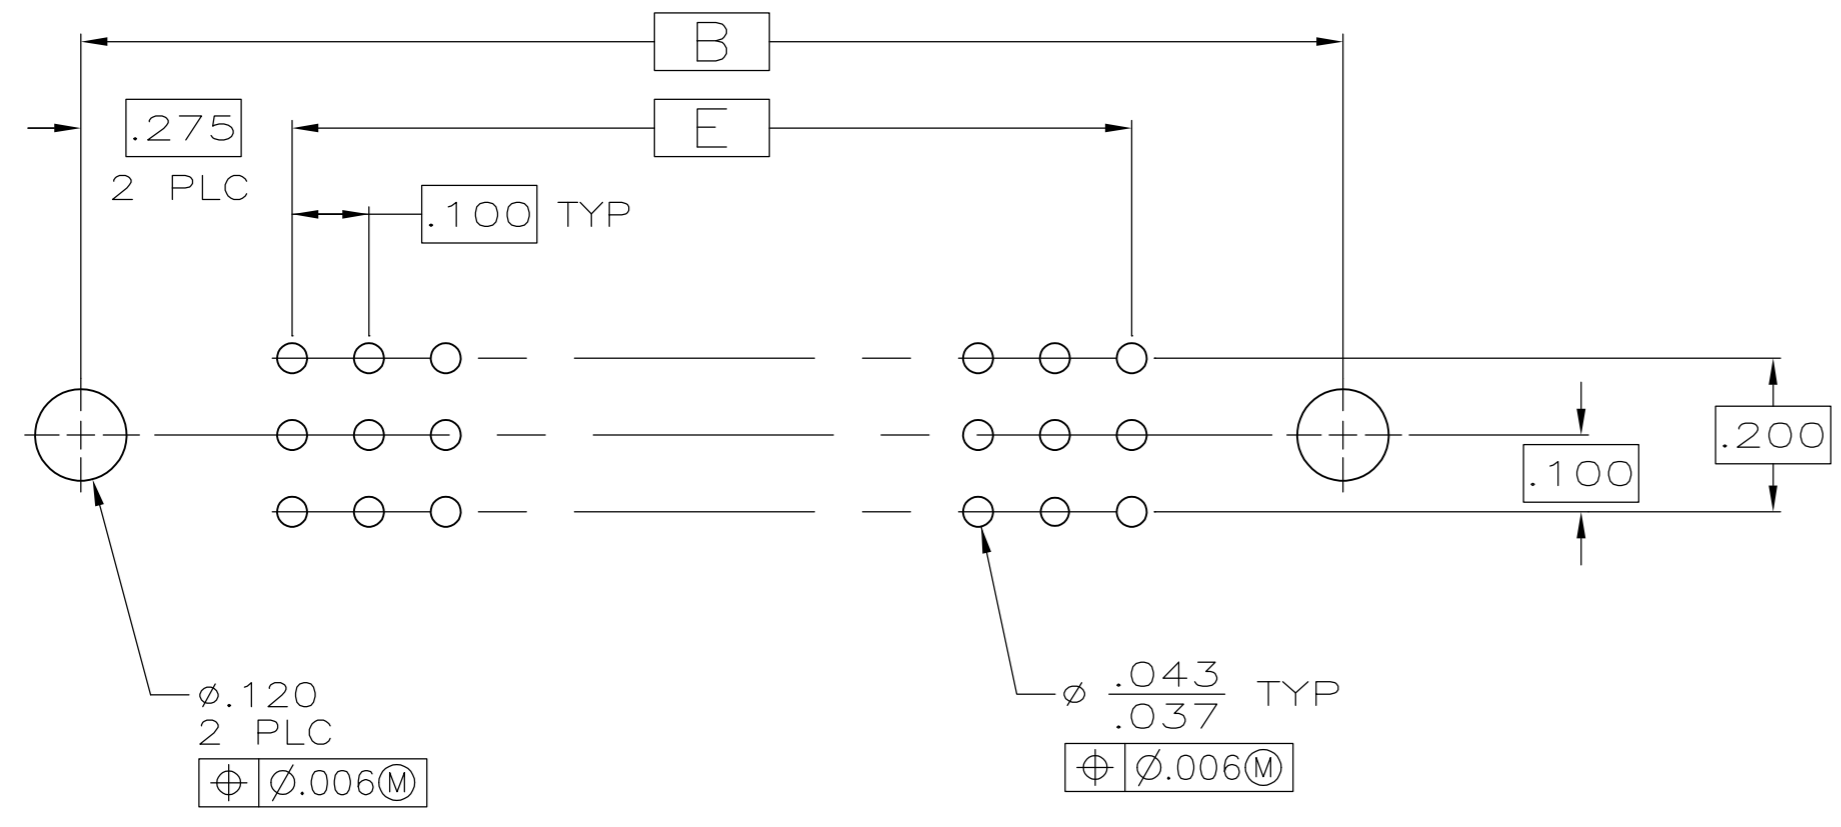 B
.275
E
2 PLC
.100 TYP
.200
.100
⌀.120
2 PLC
⌖ ⌀.006Ⓜ
⌀ .043 TYP
.037
⌖ ⌀.006Ⓜ